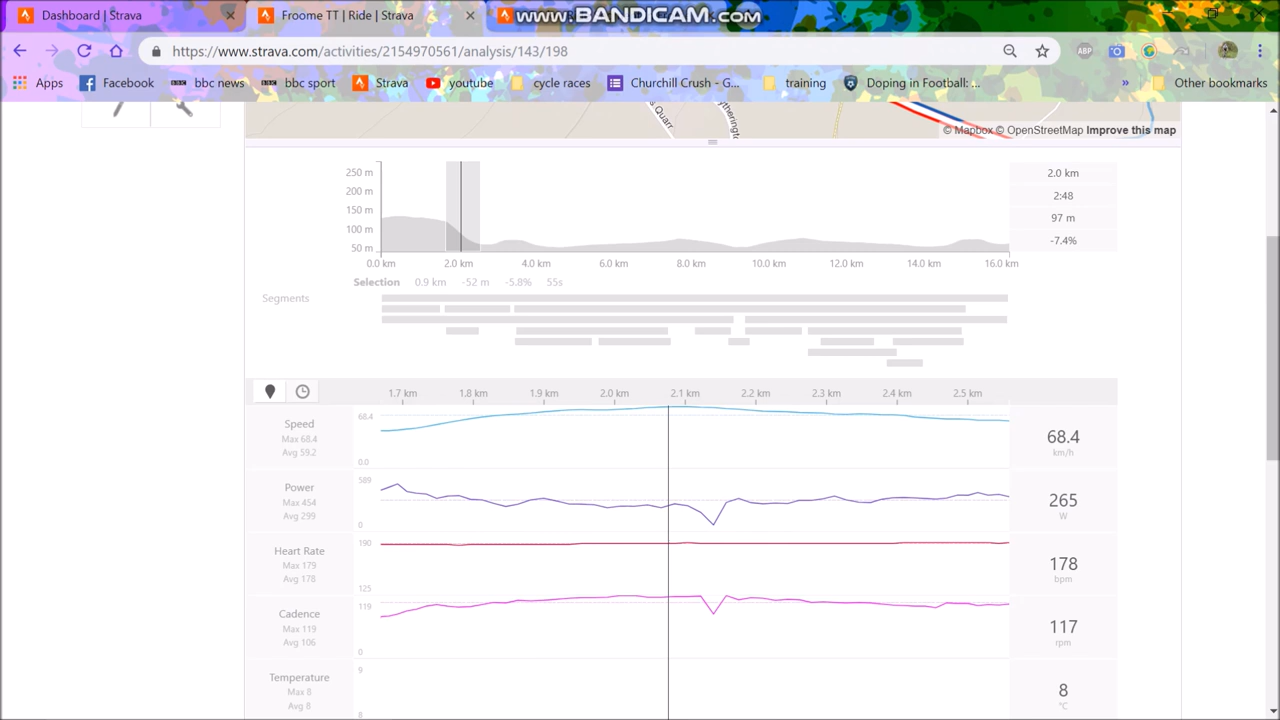 Dashboard | Strava
Froome TT | Ride | Strava
www.BANDICAM.com
https://www.strava.com/activities/2154970561/analysis/143/198
ABP
Apps
Facebook
BBC
bbc news
BBC
bbc sport
Strava
youtube
cycle races
Churchill Crush - G...
training
Doping in Football: ...
»
Other bookmarks
s Quarr
theringto
© Mapbox © OpenStreetMap Improve this map
250 m
200 m
150 m
100 m
50 m
2.0 km
2:48
97 m
-7.4%
0.0 km 2.0 km 4.0 km 6.0 km 8.0 km 10.0 km 12.0 km 14.0 km 16.0 km
Selection 0.9 km -52 m -5.8% 55s
Segments
1.7 km 1.8 km 1.9 km 2.0 km 2.1 km 2.2 km 2.3 km 2.4 km 2.5 km
Speed
Max 68.4
Avg 59.2
68.4
0.0
68.4
km/h
Power
Max 454
Avg 299
589
0
265
W
Heart Rate
Max 179
Avg 178
190
125
178
bpm
Cadence
Max 119
Avg 106
119
0
117
rpm
Temperature
Max 8
Avg 8
9
8
8
°C